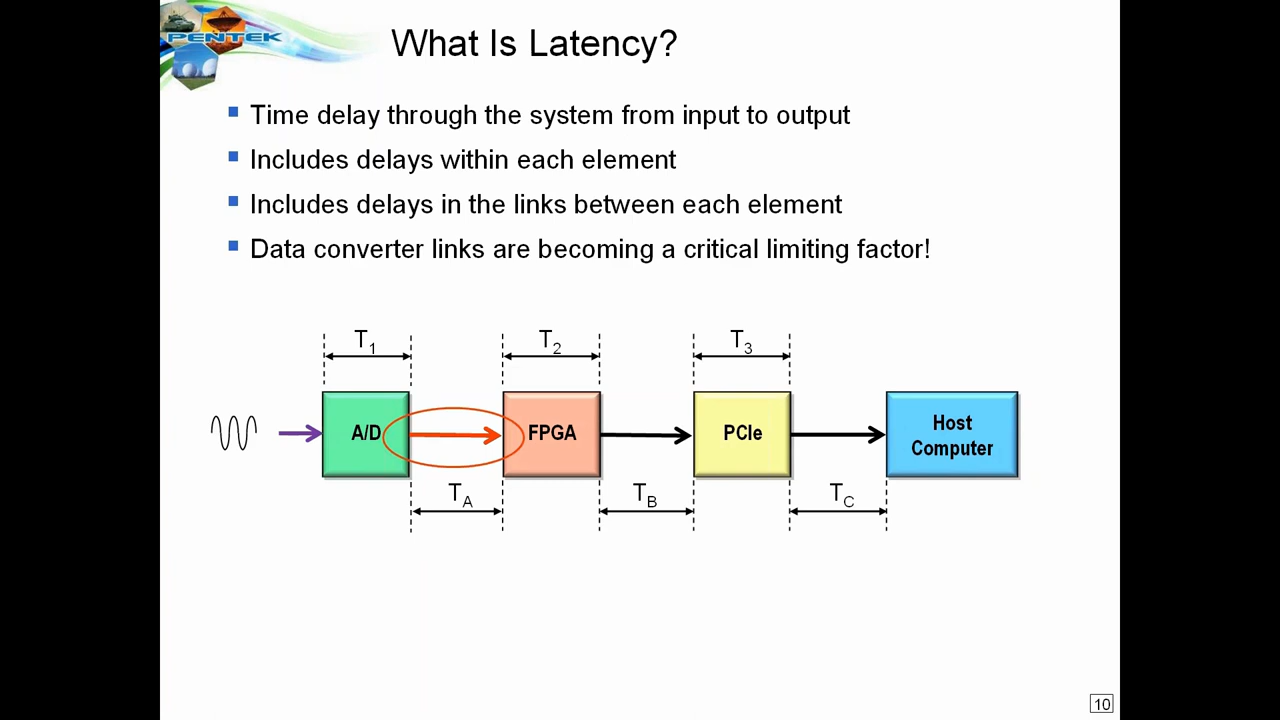 PENTEK
What Is Latency?
Time delay through the system from input to output
Includes delays within each element
Includes delays in the links between each element
Data converter links are becoming a critical limiting factor!
T1 T2 T3
A/D FPGA PCIe Host Computer
TA TB TC
10